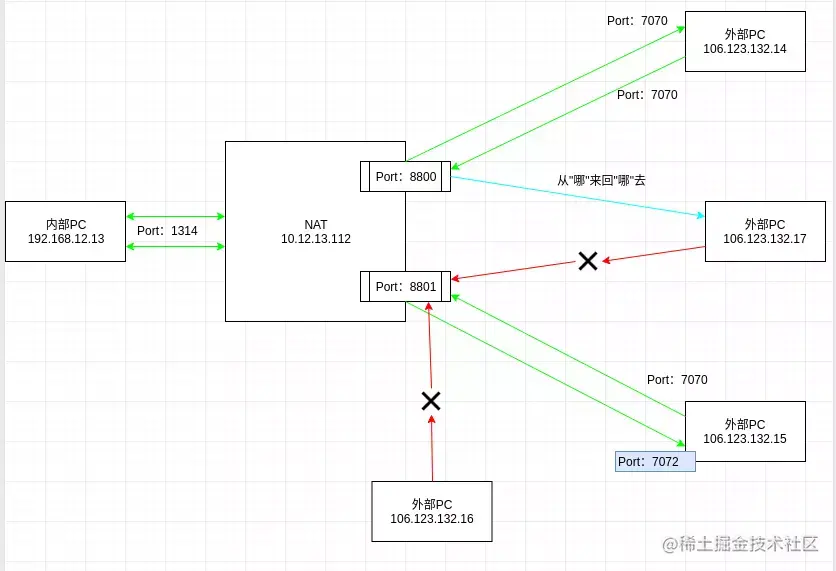 Port：7070
外部PC
106.123.132.14
Port：7070
Port：8800
从"哪"来回"哪"去
内部PC
192.168.12.13
Port：1314
NAT
10.12.13.112
外部PC
106.123.132.17
Port：8801
Port：7070
外部PC
106.123.132.15
Port：7072
外部PC
106.123.132.16
@稀土掘金技术社区